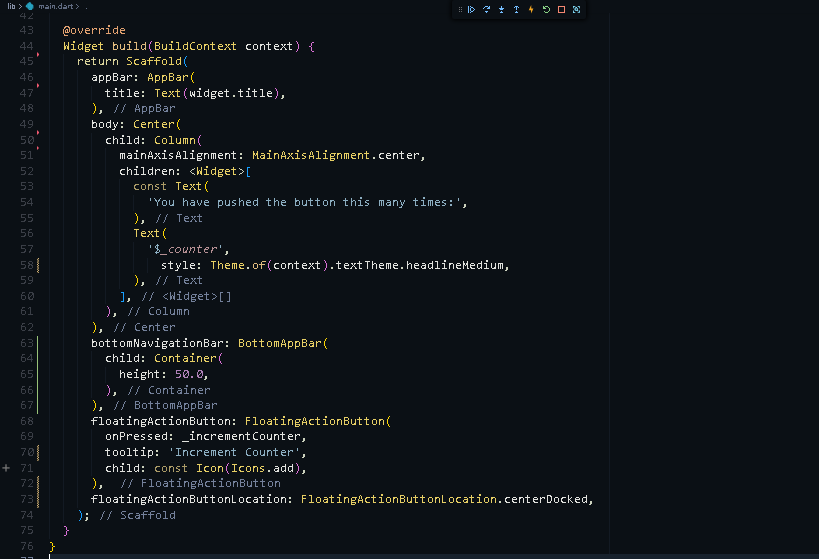 lib > main.dart > ..
42
43 @override
44 Widget build(BuildContext context) {
45 return Scaffold(
46 appBar: AppBar(
47 title: Text(widget.title),
48 ), // AppBar
49 body: Center(
50 child: Column(
51 mainAxisAlignment: MainAxisAlignment.center,
52 children: <Widget>[
53 const Text(
54 'You have pushed the button this many times:',
55 ), // Text
56 Text(
57 '$_counter',
58 style: Theme.of(context).textTheme.headlineMedium,
59 ), // Text
60 ], // <Widget>[]
61 ), // Column
62 ), // Center
63 bottomNavigationBar: BottomAppBar(
64 child: Container(
65 height: 50.0,
66 ), // Container
67 ), // BottomAppBar
68 floatingActionButton: FloatingActionButton(
69 onPressed: _incrementCounter,
70 tooltip: 'Increment Counter',
71 child: const Icon(Icons.add),
72 ), // FloatingActionButton
73 floatingActionButtonLocation: FloatingActionButtonLocation.centerDocked,
74 ); // Scaffold
75 }
76 }
77